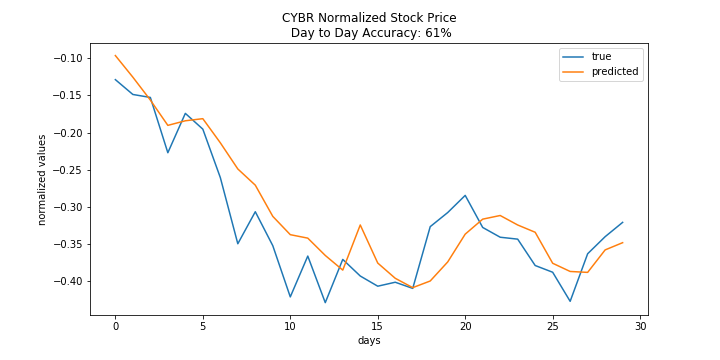 CYBR Normalized Stock Price
Day to Day Accuracy: 61%
true
predicted
normalized values
−0.10
−0.15
−0.20
−0.25
−0.30
−0.35
−0.40
0 5 10 15 20 25 30
days